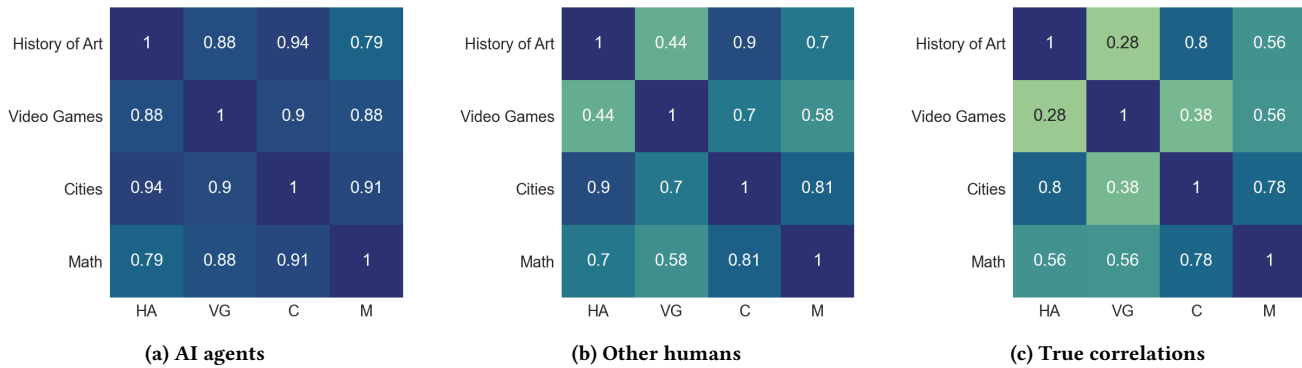 History of Art 1 0.88 0.94 0.79
Video Games 0.88 1 0.9 0.88
Cities 0.94 0.9 1 0.91
Math 0.79 0.88 0.91 1
HA VG C M
(a) AI agents
History of Art 1 0.44 0.9 0.7
Video Games 0.44 1 0.7 0.58
Cities 0.9 0.7 1 0.81
Math 0.7 0.58 0.81 1
HA VG C M
(b) Other humans
History of Art 1 0.28 0.8 0.56
Video Games 0.28 1 0.38 0.56
Cities 0.8 0.38 1 0.78
Math 0.56 0.56 0.78 1
HA VG C M
(c) True correlations